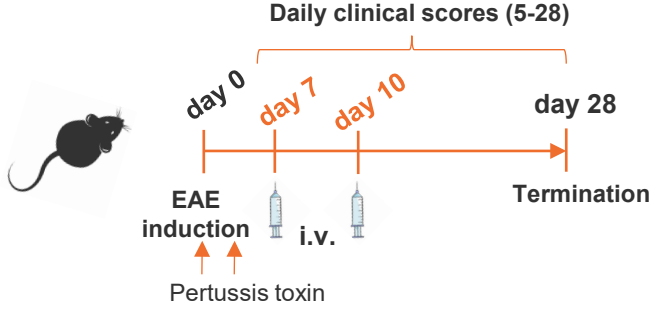 Daily clinical scores (5-28)
day 0
day 7
day 10
day 28
EAE
induction
i.v.
Termination
Pertussis toxin